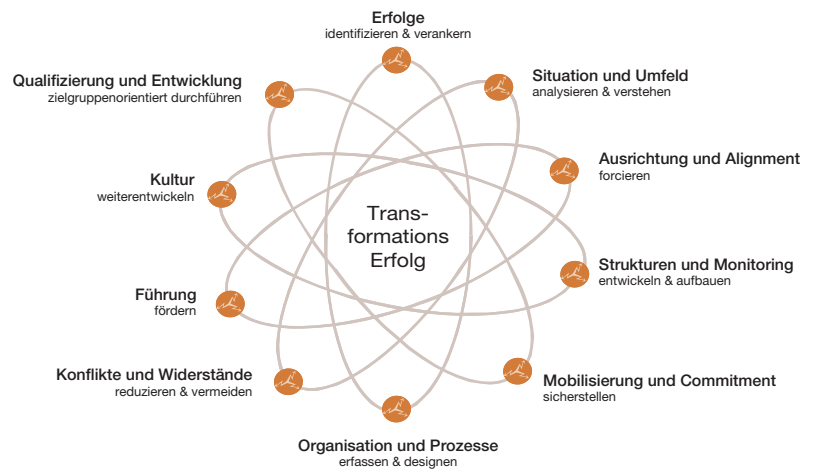 Erfolge
identifizieren & verankern
Situation und Umfeld
analysieren & verstehen
Ausrichtung und Alignment
forcieren
Strukturen und Monitoring
entwickeln & aufbauen
Mobilisierung und Commitment
sicherstellen
Organisation und Prozesse
erfassen & designen
Konflikte und Widerstände
reduzieren & vermeiden
Führung
fördern
Kultur
weiterentwickeln
Qualifizierung und Entwicklung
zielgruppenorientiert durchführen
Trans-
formations
Erfolg